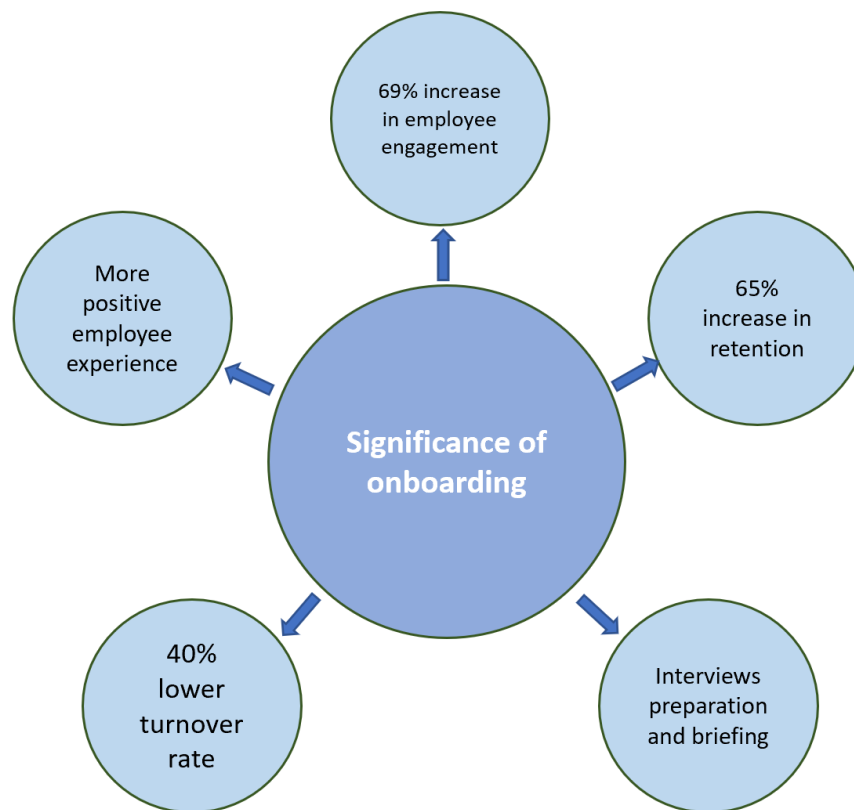 69% increase
in employee
engagement
More
positive
employee
experience
65%
increase in
retention
Significance of
onboarding
40%
lower
turnover
rate
Interviews
preparation
and briefing